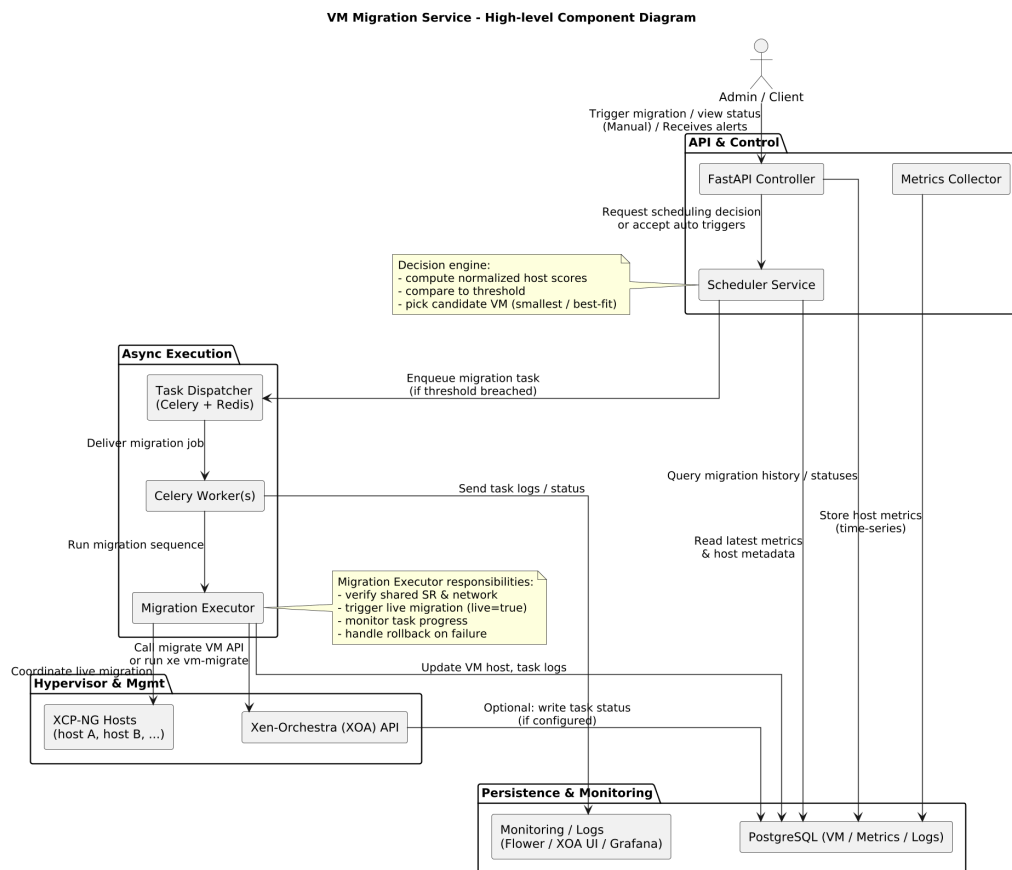 VM Migration Service - High-level Component Diagram
Admin / Client
Trigger migration / view status
(Manual) / Receives alerts
API & Control
FastAPI Controller
Metrics Collector
Request scheduling decision
or accept auto triggers
Decision engine:
- compute normalized host scores
- compare to threshold
- pick candidate VM (smallest / best-fit)
Scheduler Service
Async Execution
Task Dispatcher
(Celery + Redis)
Enqueue migration task
(if threshold breached)
Deliver migration job
Celery Worker(s)
Send task logs / status
Query migration history / statuses
Store host metrics
(time-series)
Read latest metrics
& host metadata
Run migration sequence
Migration Executor
Migration Executor responsibilities:
- verify shared SR & network
- trigger live migration (live=true)
- monitor task progress
- handle rollback on failure
Call migrate VM API
or run xe vm-migrate
Coordinate live migration
Update VM host, task logs
Hypervisor & Mgmt
XCP-NG Hosts
(host A, host B, ...)
Xen-Orchestra (XOA) API
Optional: write task status
(if configured)
Persistence & Monitoring
Monitoring / Logs
(Flower / XOA UI / Grafana)
PostgreSQL (VM / Metrics / Logs)